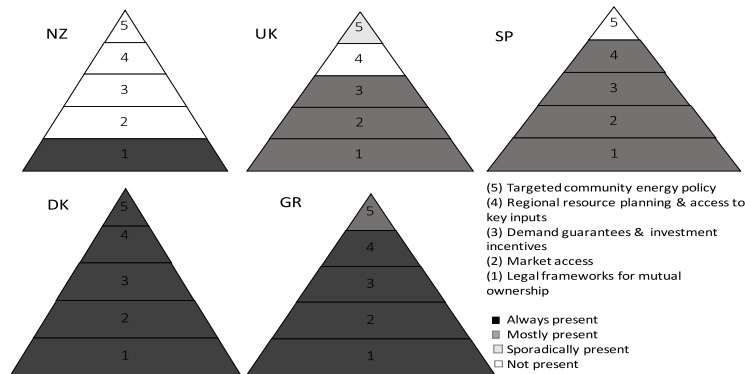 NZ
5
4
3
2
1
UK
5
4
3
2
1
SP
5
4
3
2
1
DK
5
4
3
2
1
GR
5
4
3
2
1
(5) Targeted community energy policy
(4) Regional resource planning & access to
key inputs
(3) Demand guarantees & investment
incentives
(2) Market access
(1) Legal frameworks for mutual
ownership
Always present
Mostly present
Sporadically present
Not present